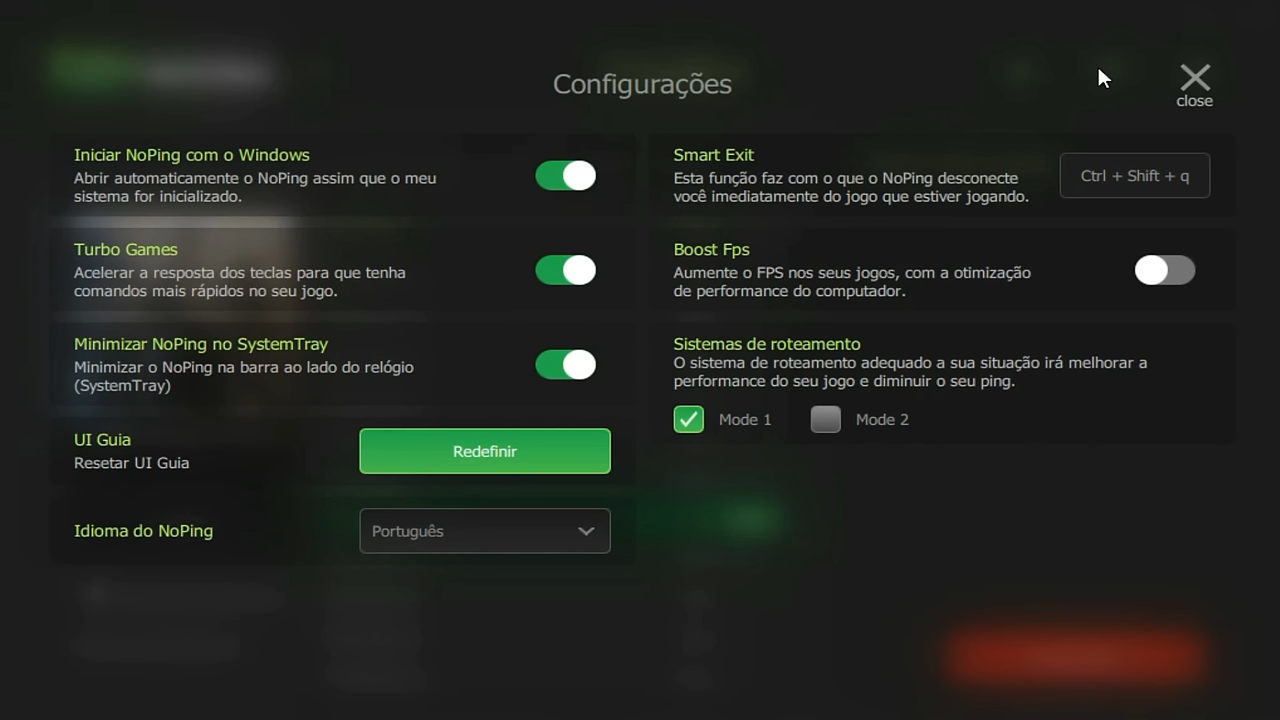 Configurações
close
Iniciar NoPing com o Windows
Abrir automaticamente o NoPing assim que o meu
sistema for inicializado.
Turbo Games
Acelerar a resposta dos teclas para que tenha
comandos mais rápidos no seu jogo.
Minimizar NoPing no SystemTray
Minimizar o NoPing na barra ao lado do relógio
(SystemTray)
UI Guia
Resetar UI Guia
Redefinir
Idioma do NoPing
Português
Smart Exit
Esta função faz com o que o NoPing desconecte
você imediatamente do jogo que estiver jogando.
Ctrl + Shift + q
Boost Fps
Aumente o FPS nos seus jogos, com a otimização
de performance do computador.
Sistemas de roteamento
O sistema de roteamento adequado a sua situação irá melhorar a
performance do seu jogo e diminuir o seu ping.
Mode 1
Mode 2